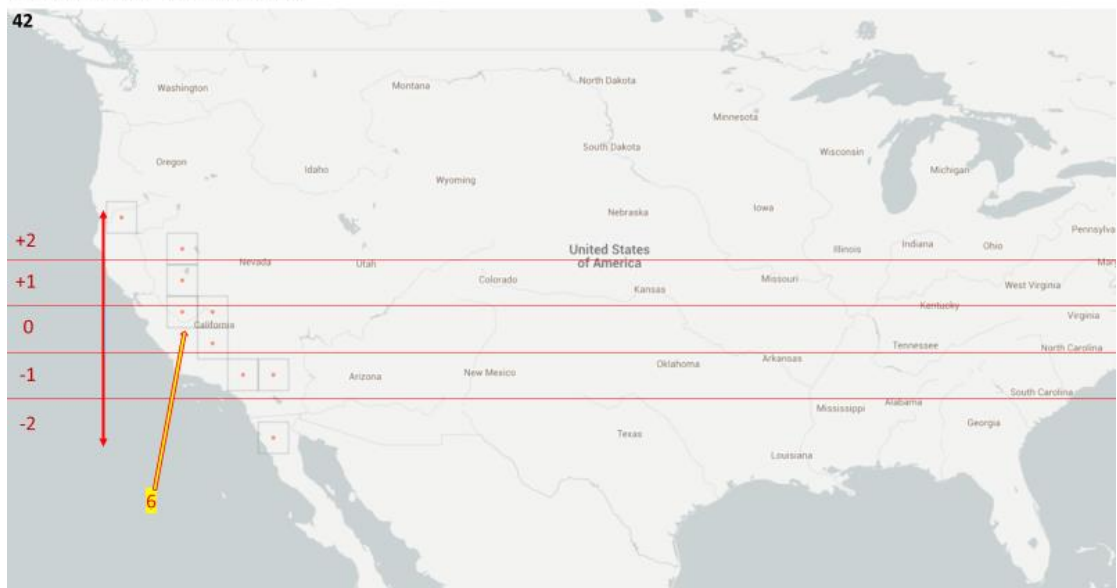 42
Washington
Montana
North Dakota
Minnesota
South Dakota
Wisconsin
Michigan
Oregon
Idaho
Wyoming
Iowa
Nebraska
Pennsylva
+2
United States
of America
Illinois
Indiana
Ohio
Nevada
Utah
Mary
+1
Colorado
Kansas
Missouri
West Virginia
Kentucky
Virginia
0
California
Tennessee
North Carolina
-1
Arizona
New Mexico
Oklahoma
Arkansas
South Carolina
Mississippi
Alabama
Georgia
-2
Texas
Louisiana
6